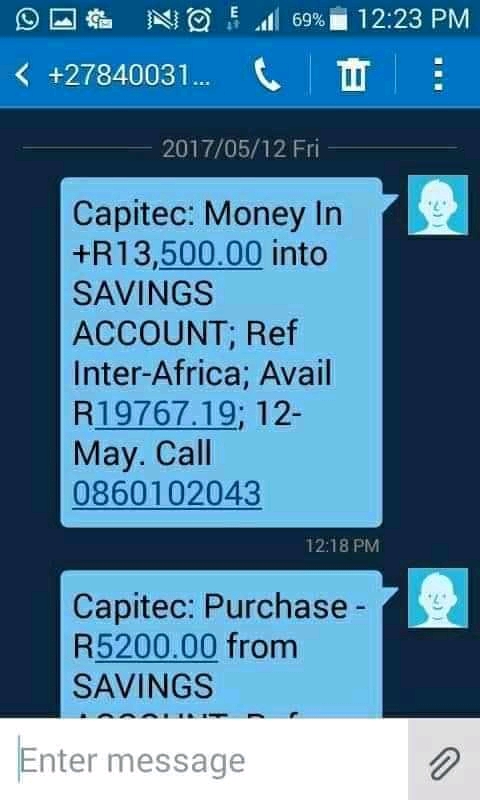 E 69% 12:23 PM
+27840031...
2017/05/12 Fri
Capitec: Money In
+R13,500.00 into
SAVINGS
ACCOUNT; Ref
Inter-Africa; Avail
R19767.19; 12-
May. Call
0860102043
12:18 PM
Capitec: Purchase -
R5200.00 from
SAVINGS
ACCOUNT; Ref
Enter message